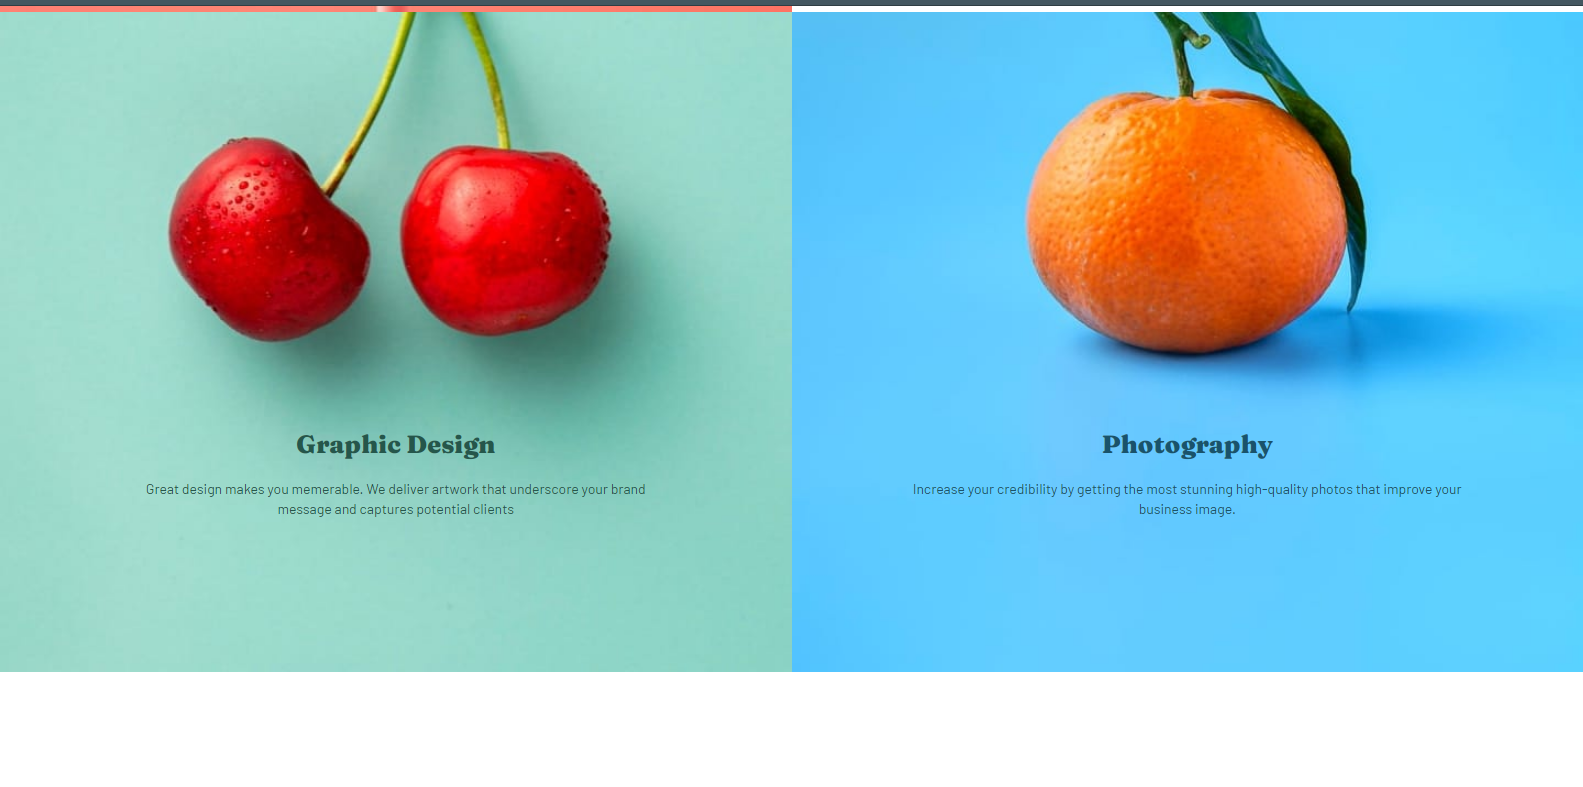 Graphic Design
Great design makes you memerable. We deliver artwork that underscore your brand
message and captures potential clients
Photography
Increase your credibility by getting the most stunning high-quality photos that improve your
business image.